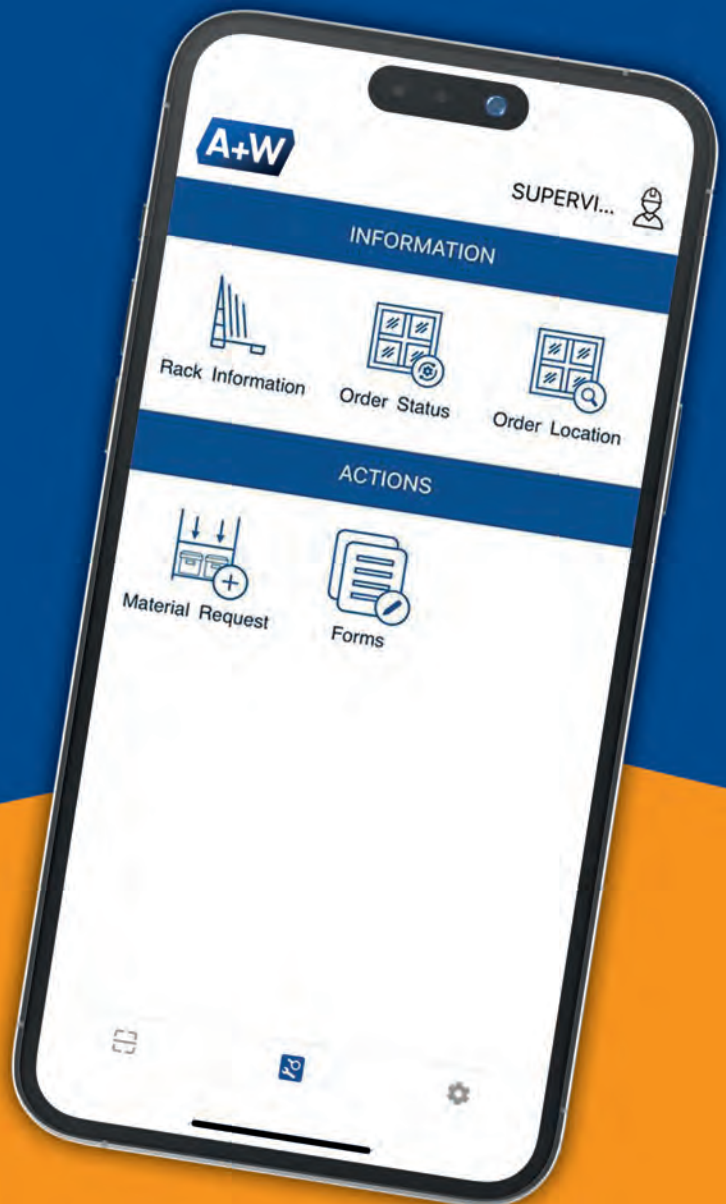 A+W
SUPERVI...
INFORMATION
Rack Information
Order Status
Order Location
ACTIONS
Material Request
Forms